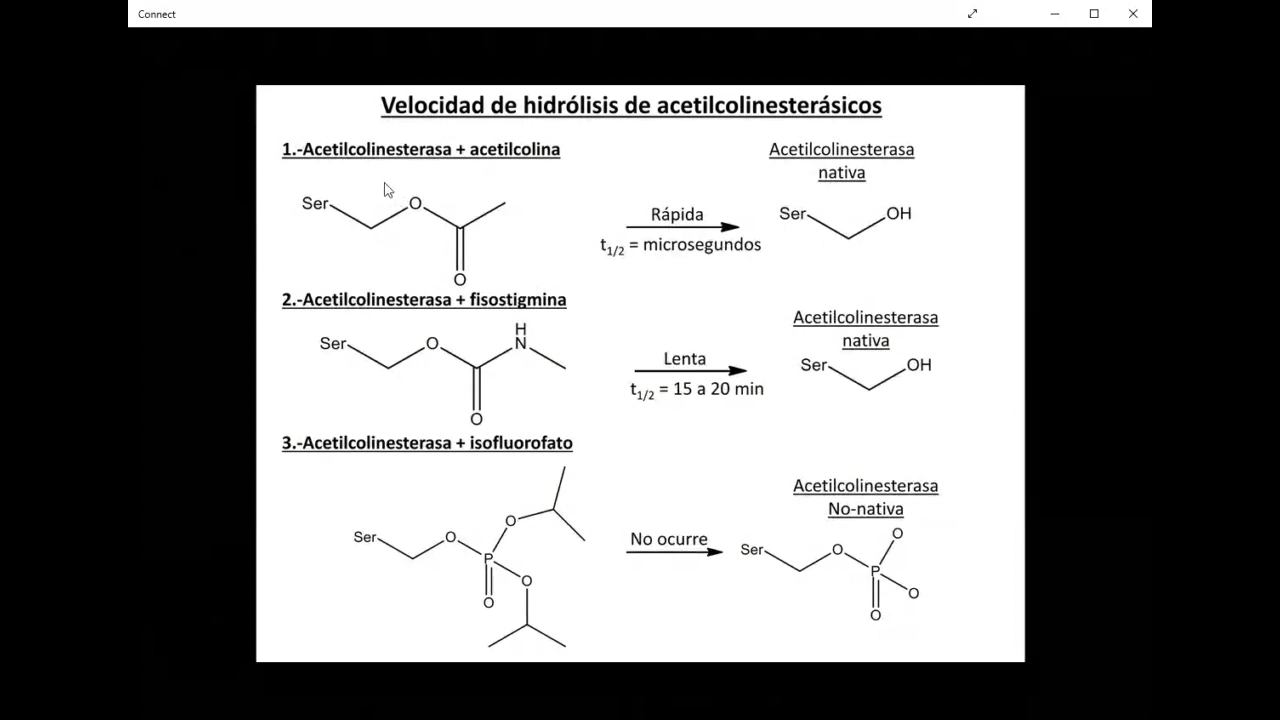 Connect
Velocidad de hidrólisis de acetilcolinesterásicos
1.-Acetilcolinesterasa + acetilcolina
Acetilcolinesterasa
nativa
Ser
O
O
Rápida
t1/2 = microsegundos
Ser
OH
2.-Acetilcolinesterasa + fisostigmina
Ser
O
H
N
O
Lenta
t1/2 = 15 a 20 min
Acetilcolinesterasa
nativa
Ser
OH
3.-Acetilcolinesterasa + isofluorofato
Ser
O
P
O
O
O
No ocurre
Acetilcolinesterasa
No-nativa
Ser
O
P
O
O
O